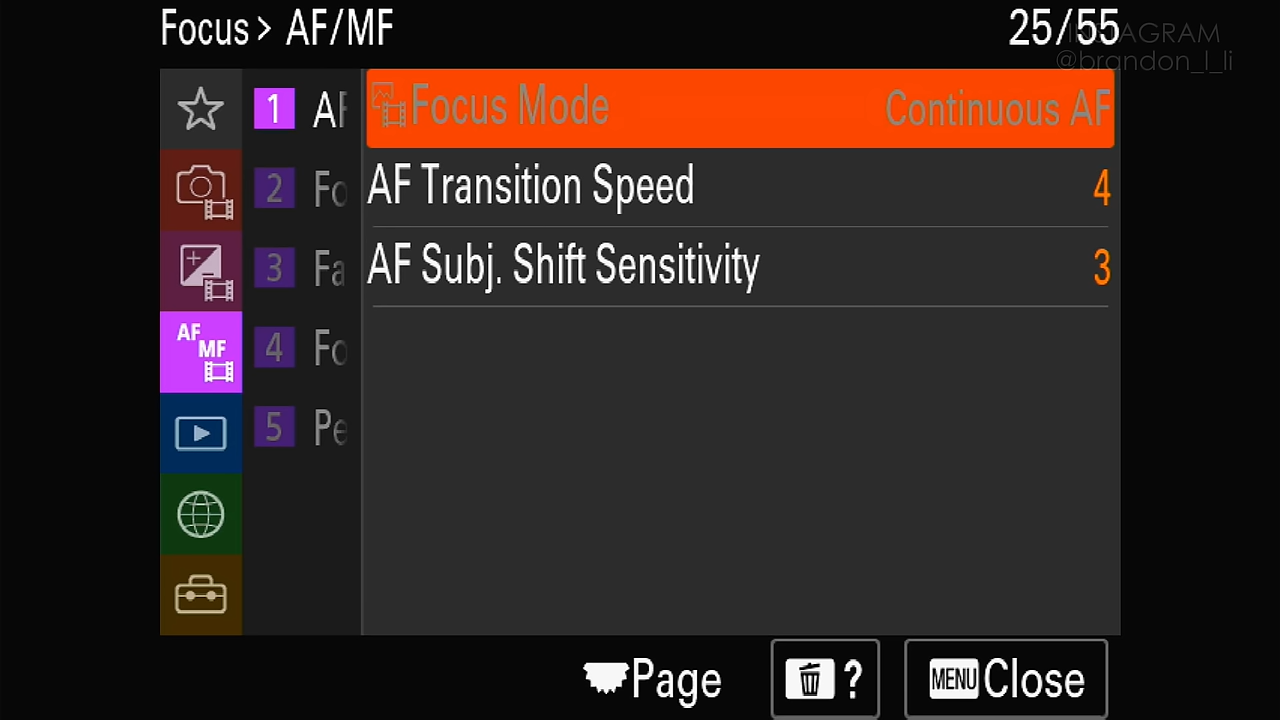 Focus> AF/MF 25/55
INSTAGRAM
@brandon_l_li
1 AF
Focus Mode Continuous AF
2 Fo
AF Transition Speed 4
3 Fa
AF Subj. Shift Sensitivity 3
AF MF
4 Fo
5 Pe
Page ? MENU Close